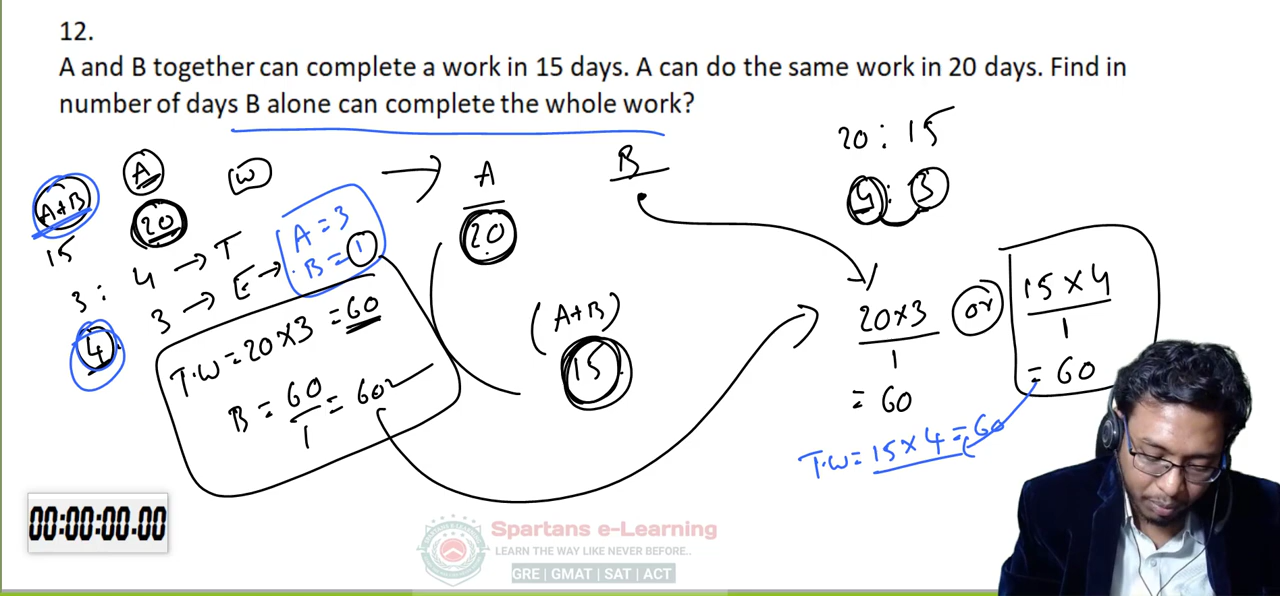 12.
A and B together can complete a work in 15 days. A can do the same work in 20 days. Find in
number of days B alone can complete the whole work?
A+B A W
15 20
3 : 4 → T
3 → E → A = 3
B = 1
4
T.W = 20 × 3 = 60
B = 60/1 = 60
→ A B
20
(A+B)
15
20 : 15
4 : 3
20×3/1 or 15 × 4/1
= 60 = 60
T.W = 15 × 4 = 60
00:00:00.00
Spartans e-Learning
LEARN THE WAY LIKE NEVER BEFORE..
GRE | GMAT | SAT | ACT